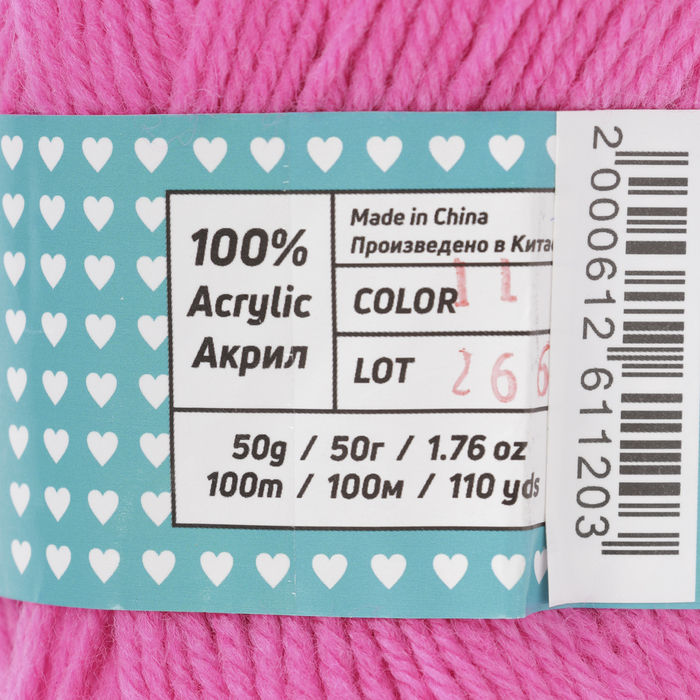 100%
Acrylic
Акрил
Made in China
Произведено в Кита
COLOR 11
LOT 266
50g / 50г / 1.76 oz
100m / 100м / 110 yds
2 000612 611203